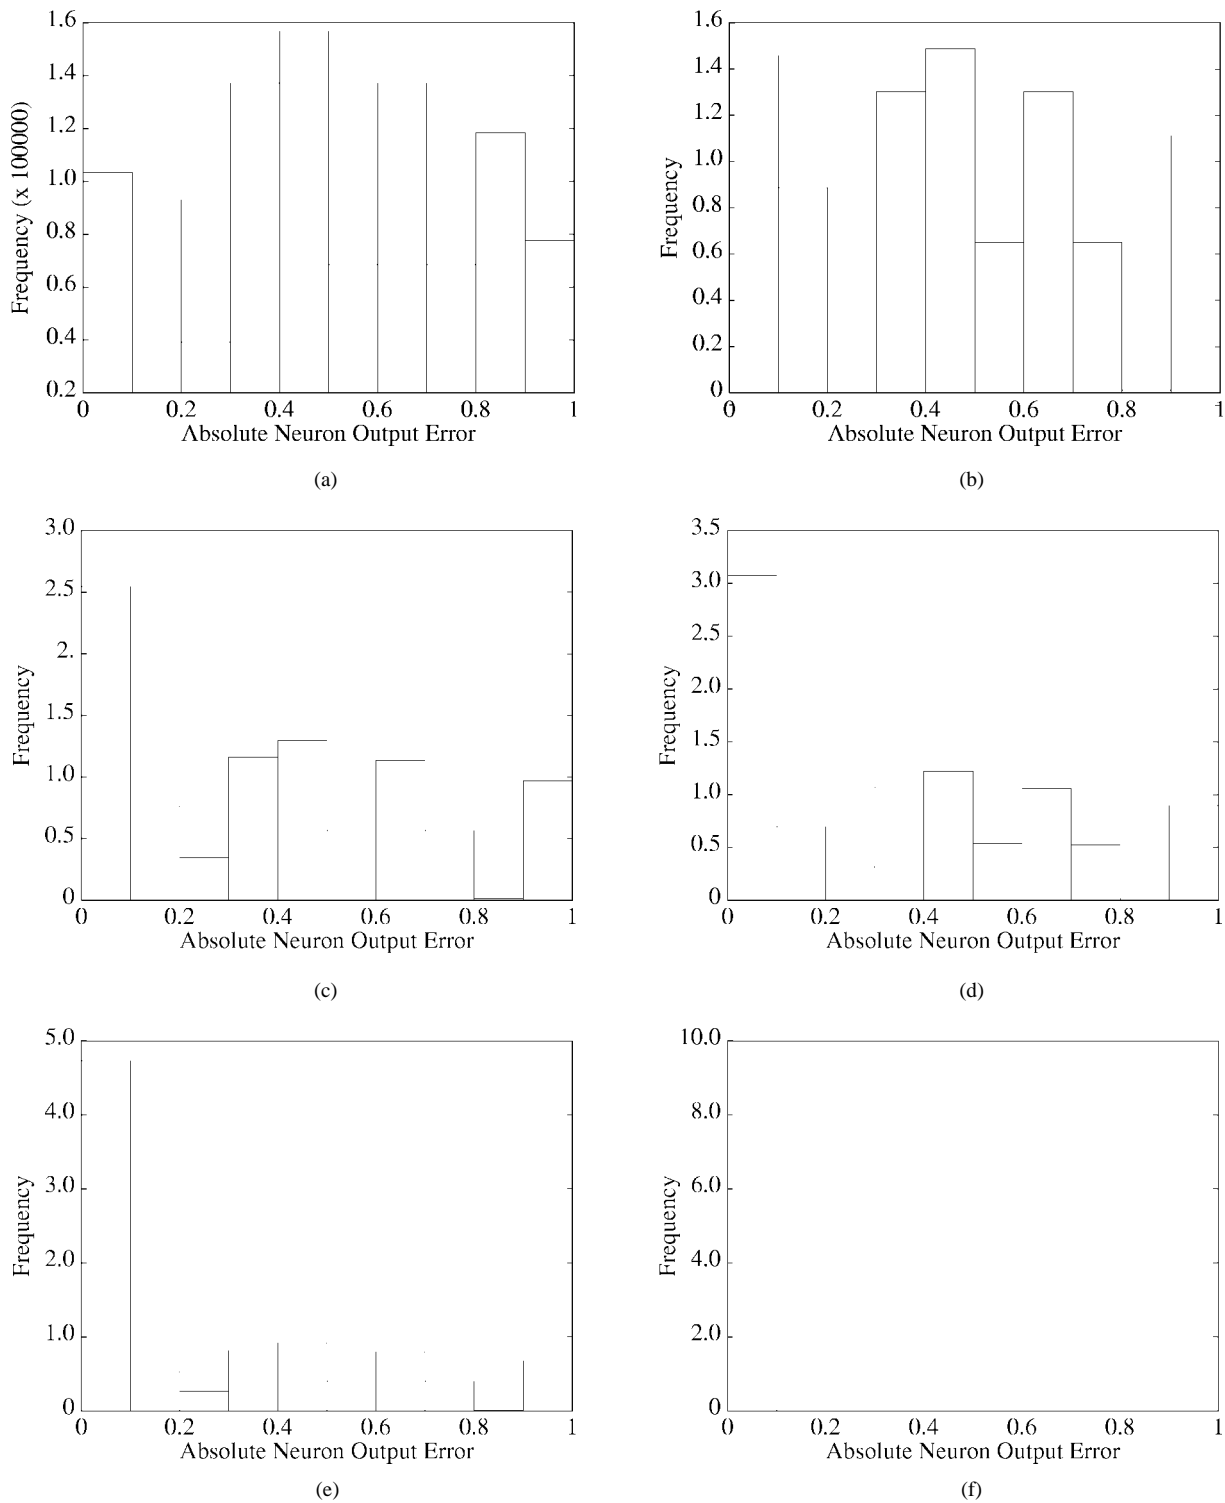 1.6
1.4
1.2
1.0
0.8
0.6
0.4
0.2
Frequency (x 100000)
0 0.2 0.4 0.6 0.8 1
Absolute Neuron Output Error
(a)
1.6
1.4
1.2
1.0
0.8
0.6
0.4
0.2
0
Frequency
0 0.2 0.4 0.6 0.8 1
Absolute Neuron Output Error
(b)
3.0
2.5
2.
1.5
1.0
0.5
0
Frequency
0 0.2 0.4 0.6 0.8 1
Absolute Neuron Output Error
(c)
3.5
3.0
2.5
2.0
1.5
1.0
0.5
0
Frequency
0 0.2 0.4 0.6 0.8 1
Absolute Neuron Output Error
(d)
5.0
4.0
3.0
2.0
1.0
0
Frequency
0 0.2 0.4 0.6 0.8 1
Absolute Neuron Output Error
(e)
10.0
8.0
6.0
4.0
2.0
0
Frequency
0 0.2 0.4 0.6 0.8 1
Absolute Neuron Output Error
(f)